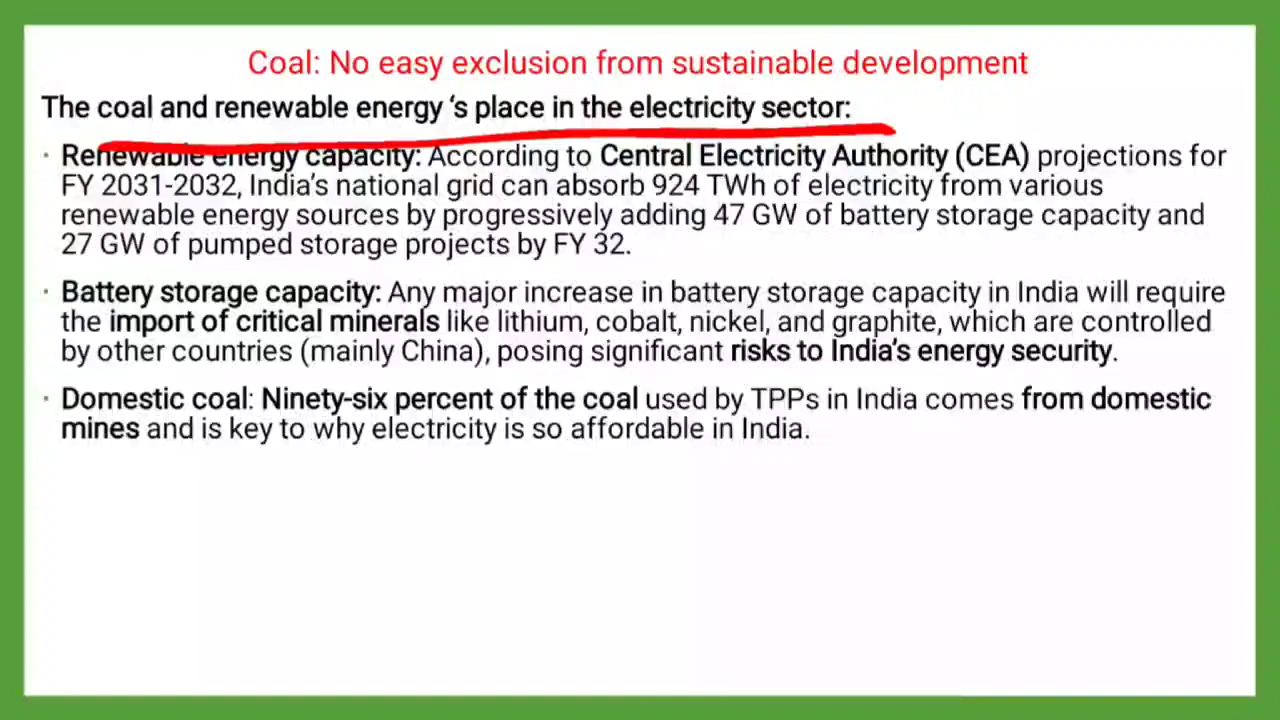 Coal: No easy exclusion from sustainable development
The coal and renewable energy ‘s place in the electricity sector:
· Renewable energy capacity: According to Central Electricity Authority (CEA) projections for
FY 2031-2032, India’s national grid can absorb 924 TWh of electricity from various
renewable energy sources by progressively adding 47 GW of battery storage capacity and
27 GW of pumped storage projects by FY 32.
· Battery storage capacity: Any major increase in battery storage capacity in India will require
the import of critical minerals like lithium, cobalt, nickel, and graphite, which are controlled
by other countries (mainly China), posing significant risks to India’s energy security.
· Domestic coal: Ninety-six percent of the coal used by TPPs in India comes from domestic
mines and is key to why electricity is so affordable in India.